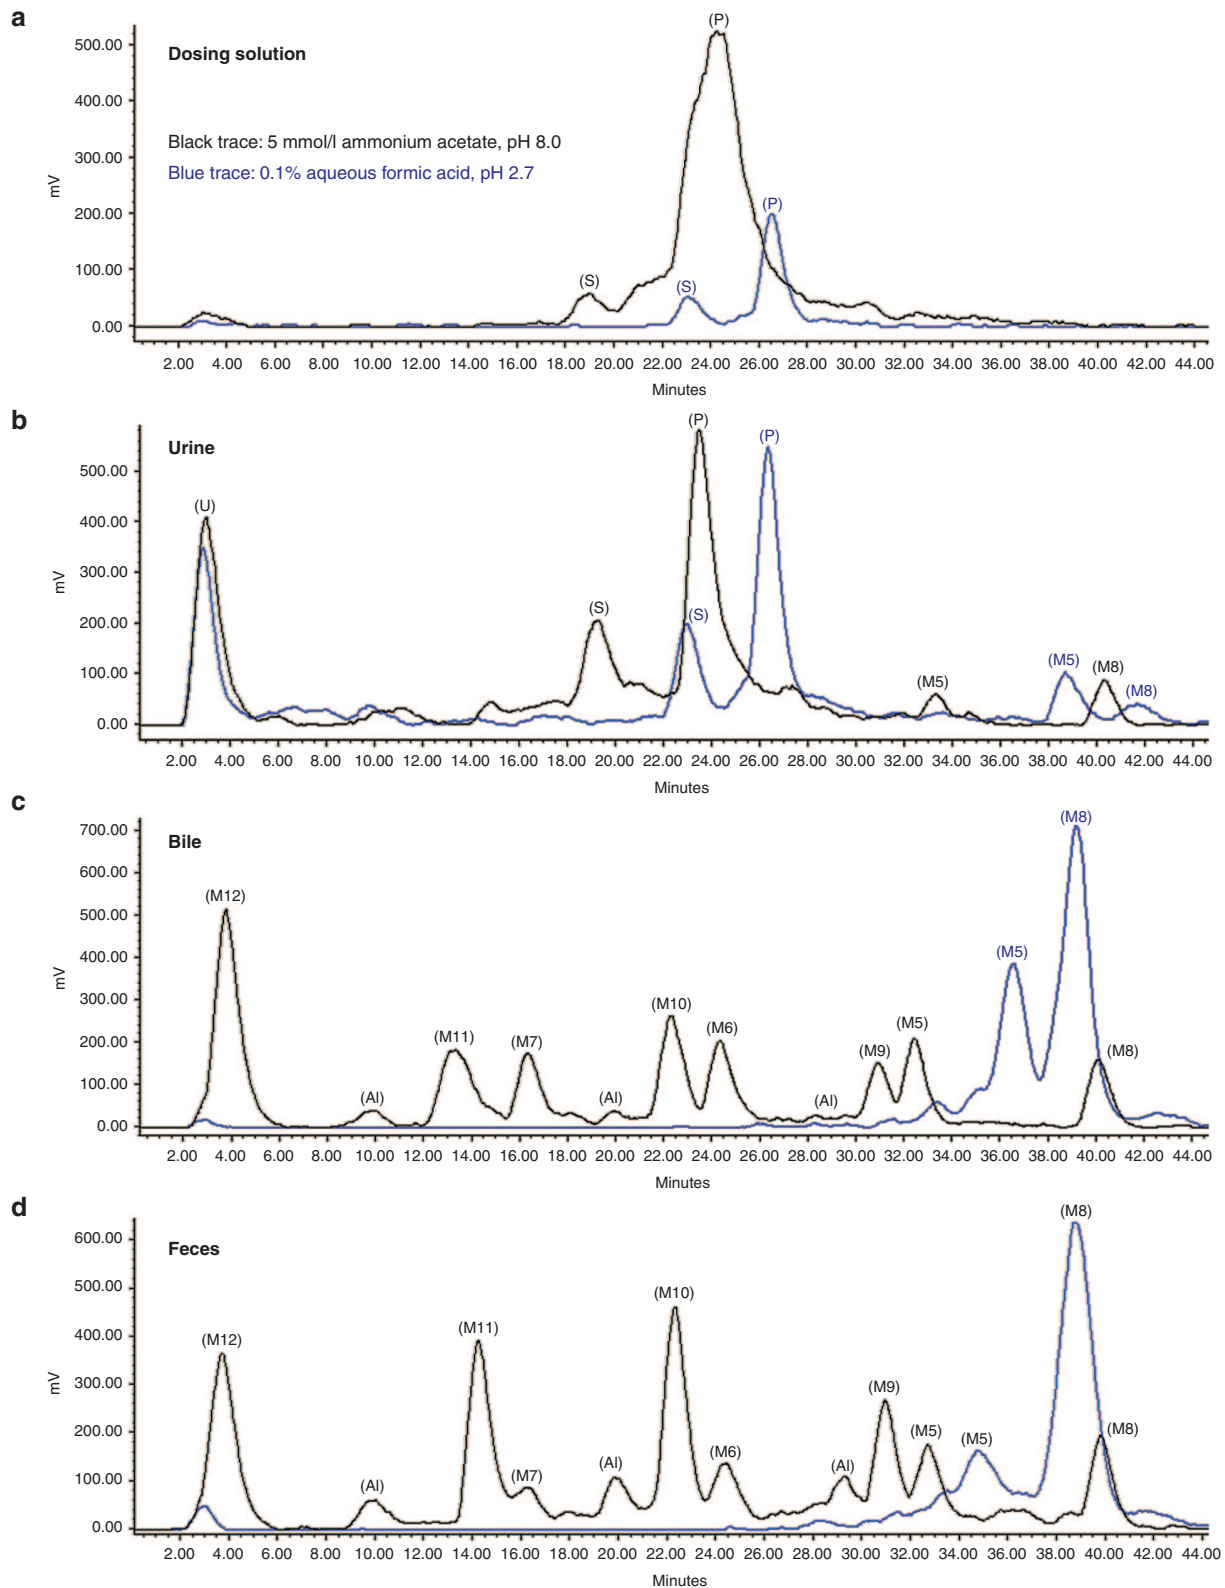 a
(P)
500.00
Dosing solution
400.00
Black trace: 5 mmol/l ammonium acetate, pH 8.0
300.00
Blue trace: 0.1% aqueous formic acid, pH 2.7
mV
200.00
(P)
100.00
(S)
(S)
0.00
2.00 4.00 6.00 8.00 10.00 12.00 14.00 16.00 18.00 20.00 22.00 24.00 26.00 28.00 30.00 32.00 34.00 36.00 38.00 40.00 42.00 44.00
Minutes
b
(P)
(P)
Urine
500.00
(U)
400.00
300.00
mV
(S)
(S)
200.00
(M5)
(M8)
100.00
(M5)
(M8)
0.00
2.00 4.00 6.00 8.00 10.00 12.00 14.00 16.00 18.00 20.00 22.00 24.00 26.00 28.00 30.00 32.00 34.00 36.00 38.00 40.00 42.00 44.00
Minutes
c
(M8)
700.00
Bile
600.00
(M12)
500.00
(M5)
400.00
mV
300.00
(M10)
(M6)
(M5)
(M11)
(M7)
200.00
(M9)
(M8)
100.00
(AI)
(AI)
(AI)
0.00
2.00 4.00 6.00 8.00 10.00 12.00 14.00 16.00 18.00 20.00 22.00 24.00 26.00 28.00 30.00 32.00 34.00 36.00 38.00 40.00 42.00 44.00
Minutes
d
(M8)
600.00
Feces
500.00
(M10)
400.00
(M12)
(M11)
mV
300.00
(M9)
200.00
(M5)
(M5)
(M8)
(M6)
100.00
(AI)
(M7)
(AI)
(AI)
0.00
2.00 4.00 6.00 8.00 10.00 12.00 14.00 16.00 18.00 20.00 22.00 24.00 26.00 28.00 30.00 32.00 34.00 36.00 38.00 40.00 42.00 44.00
Minutes